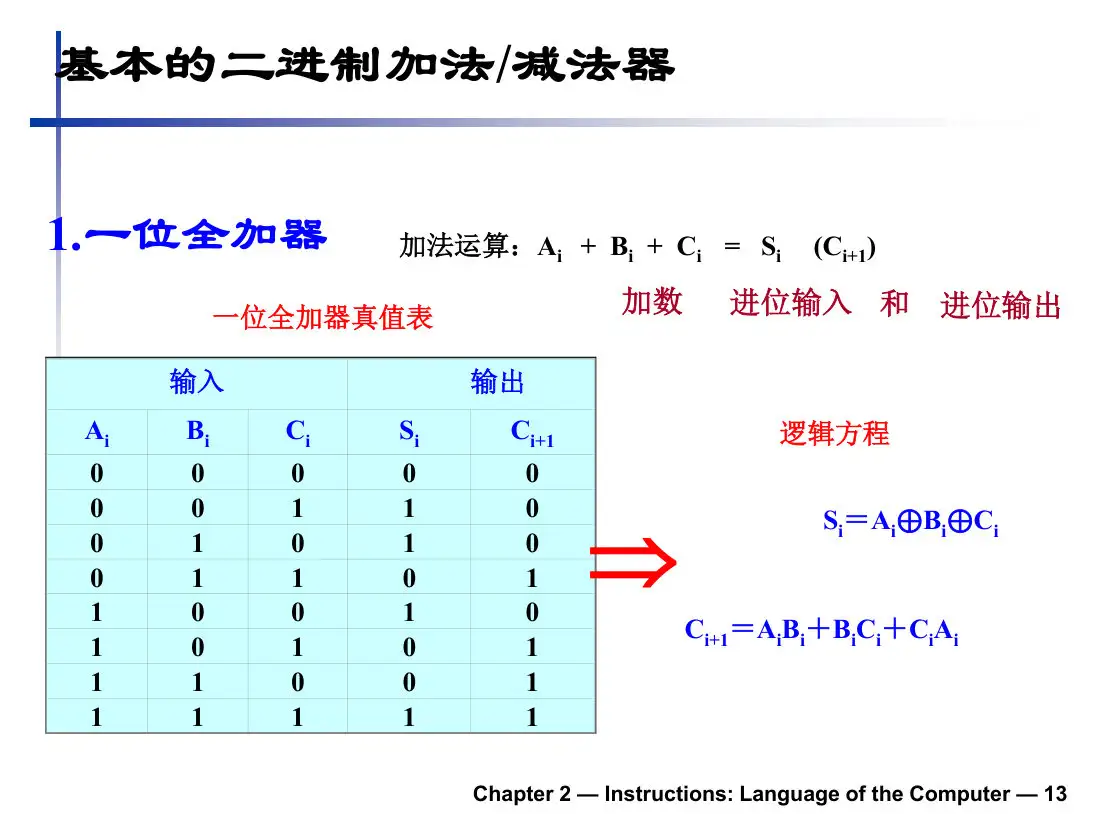 基本的二进制加法/减法器
1.一位全加器
加法运算：Aᵢ + Bᵢ + Cᵢ = Sᵢ (Cᵢ₊₁)
加数 进位输入 和 进位输出
一位全加器真值表
输入 输出
Aᵢ Bᵢ Cᵢ Sᵢ Cᵢ₊₁
0 0 0 0 0
0 0 1 1 0
0 1 0 1 0
0 1 1 0 1
1 0 0 1 0
1 0 1 0 1
1 1 0 0 1
1 1 1 1 1
⇒
逻辑方程
Sᵢ＝Aᵢ⊕Bᵢ⊕Cᵢ
Cᵢ₊₁＝AᵢBᵢ＋BᵢCᵢ＋CᵢAᵢ
Chapter 2 — Instructions: Language of the Computer — 13